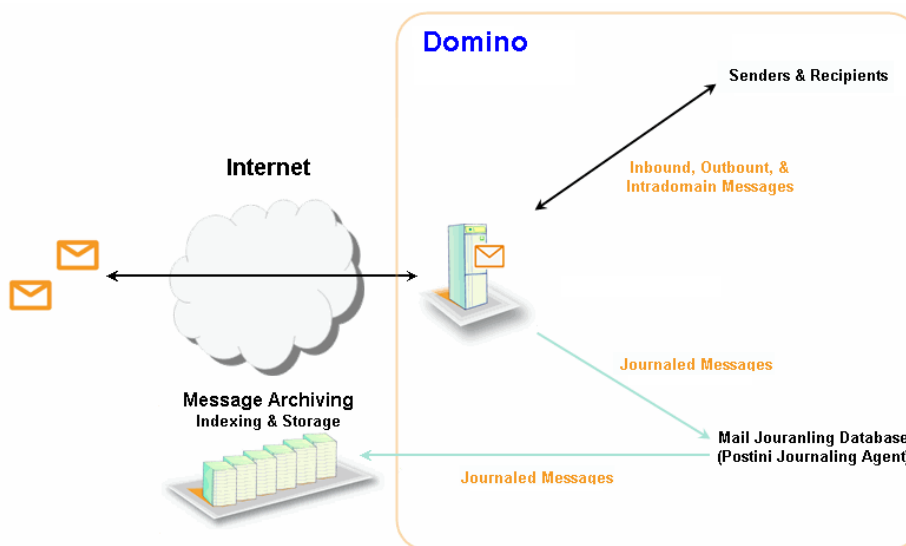 Domino
Senders & Recipients
Inbound, Outbount, &
Intradomain Messages
Internet
Journaled Messages
Message Archiving
Indexing & Storage
Mail Jouranling Database
(Postini Journaling Agent)
Journaled Messages